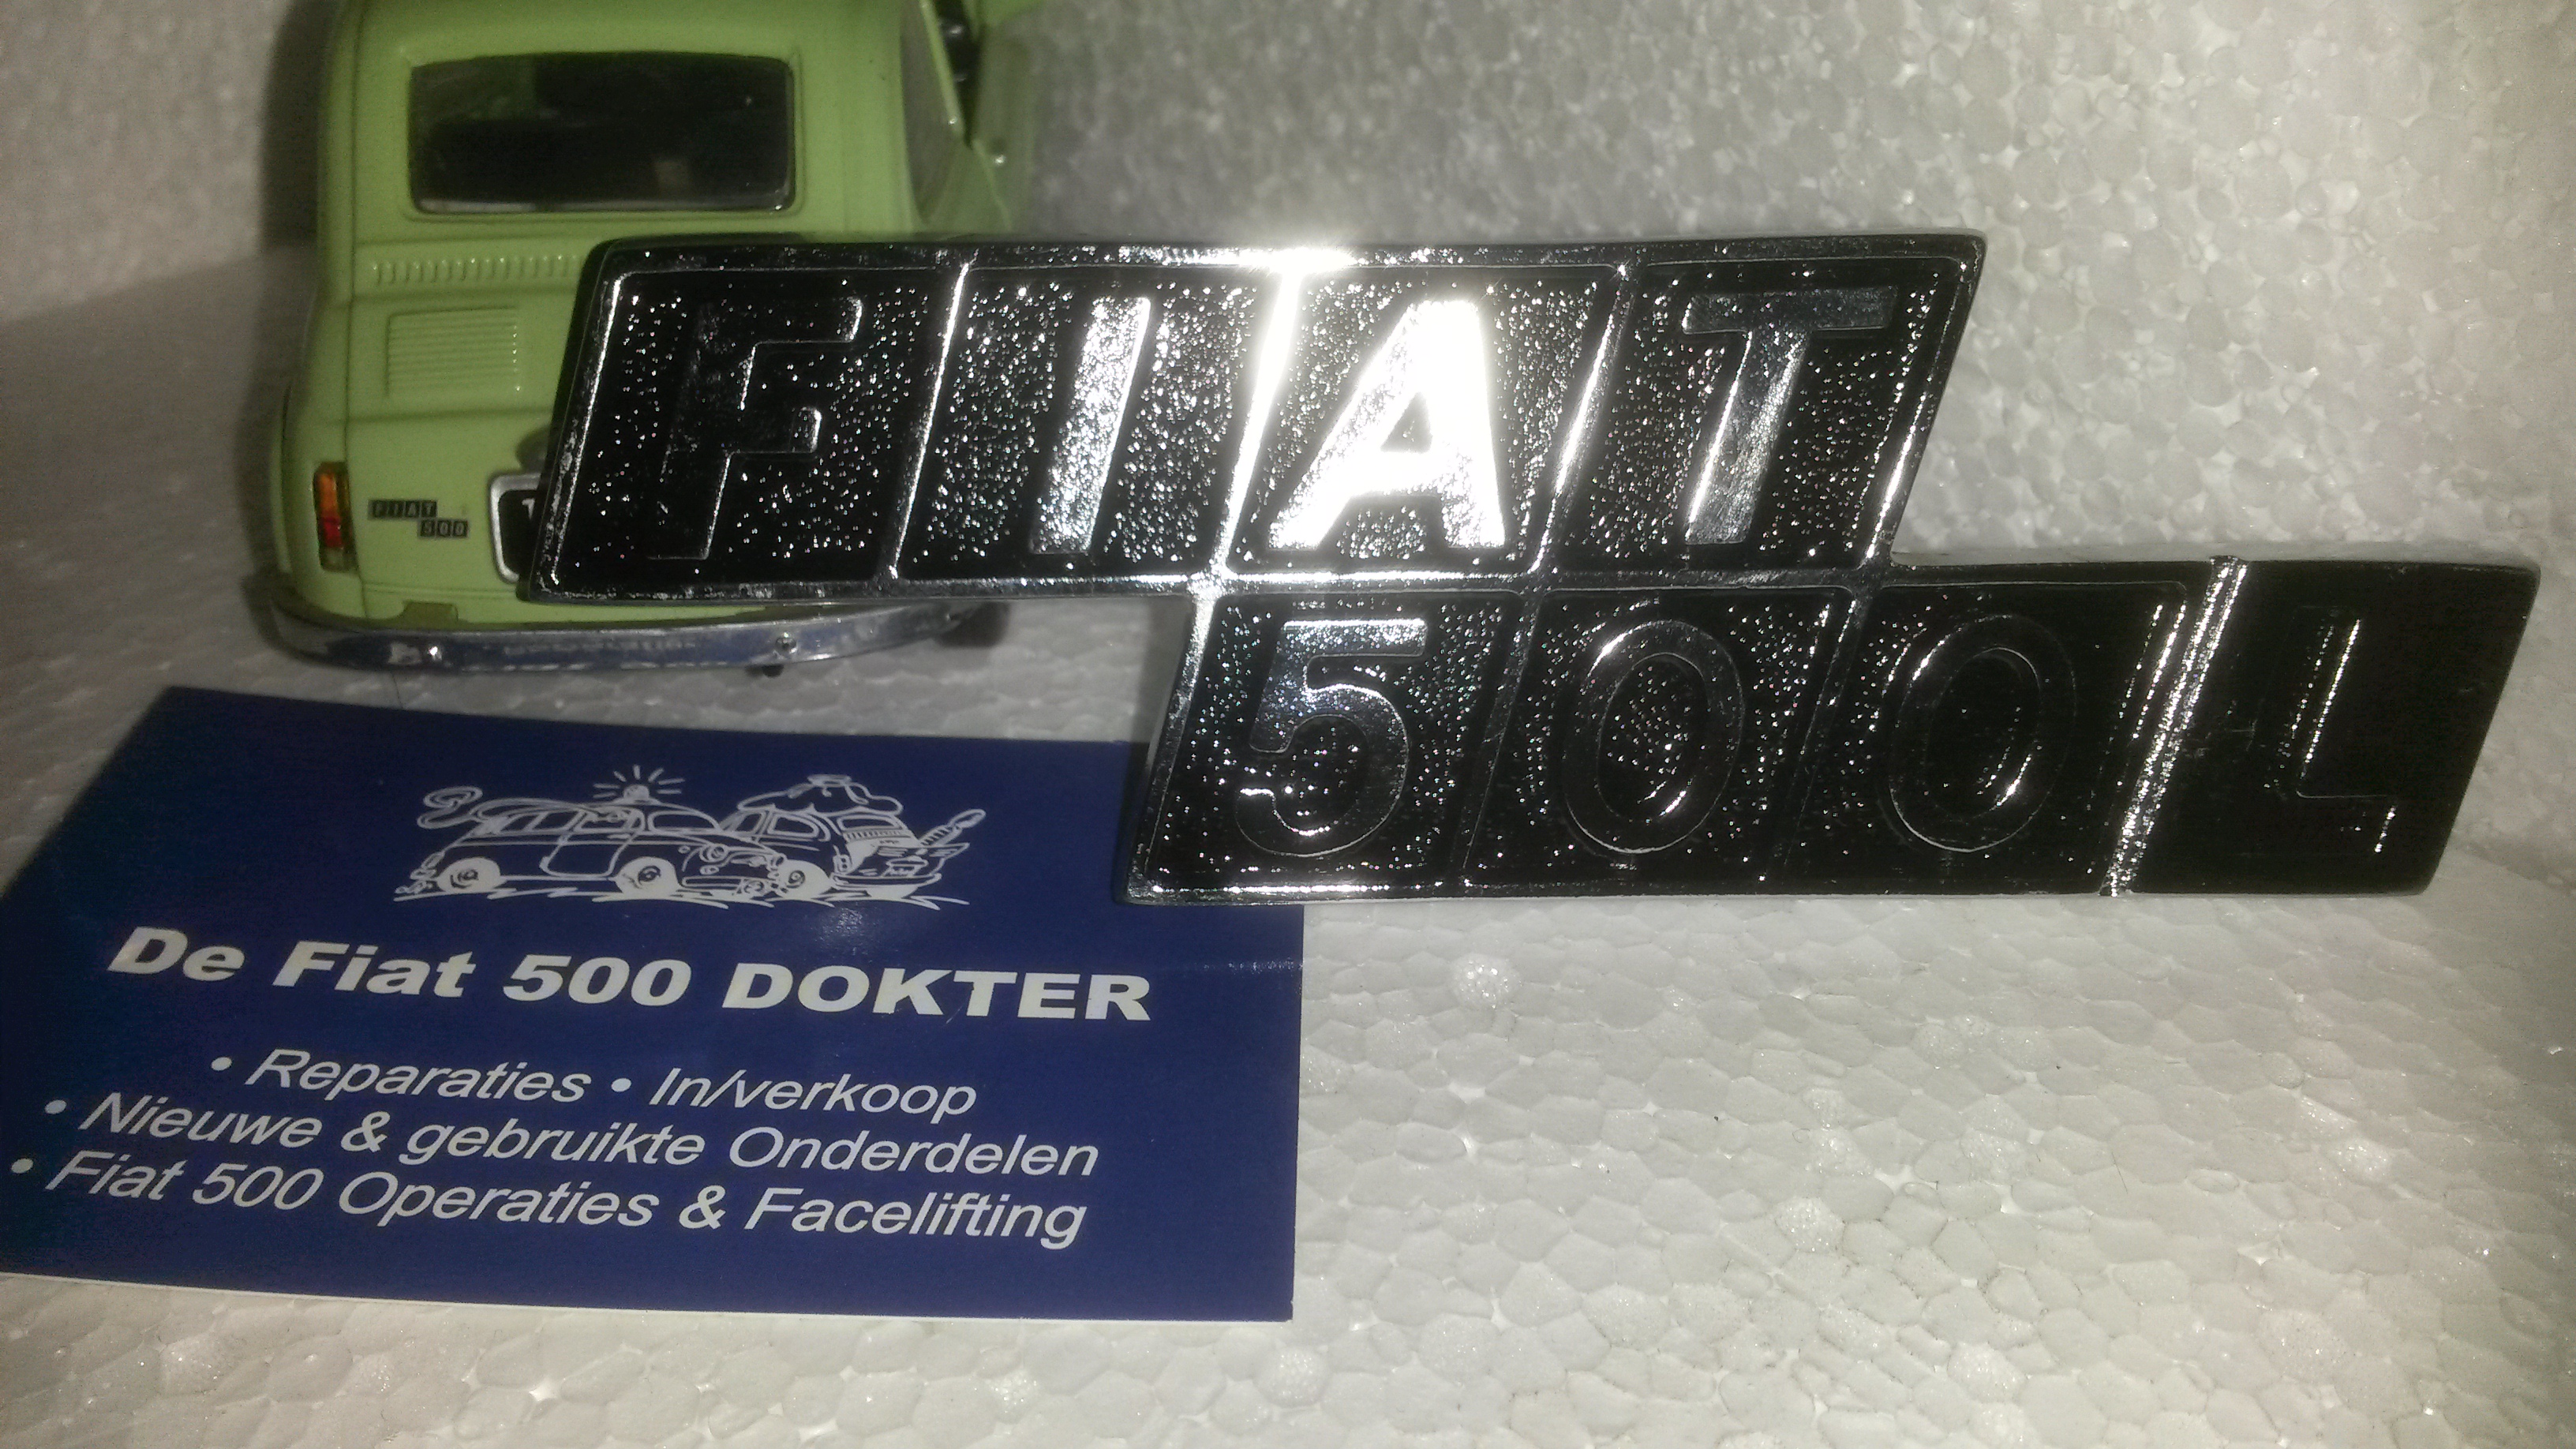 FIAT
500 L
FIAT
500
De Fiat 500 DOKTER
• Reparaties • In/verkoop
• Nieuwe & gebruikte Onderdelen
• Fiat 500 Operaties & Facelifting